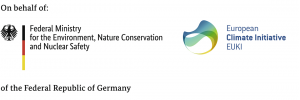 On behalf of:
Federal Ministry
for the Environment, Nature Conservation
and Nuclear Safety
European
Climate Initiative
EUKI
of the Federal Republic of Germany